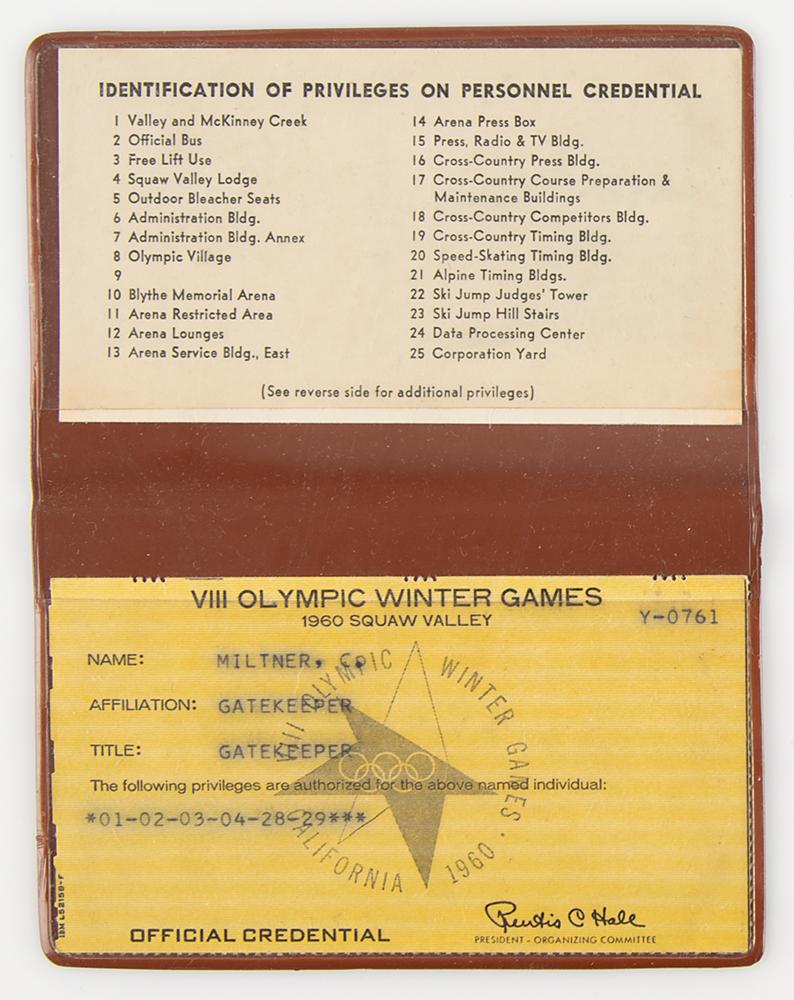 IDENTIFICATION OF PRIVILEGES ON PERSONNEL CREDENTIAL
1 Valley and McKinney Creek
2 Official Bus
3 Free Lift Use
4 Squaw Valley Lodge
5 Outdoor Bleacher Seats
6 Administration Bldg.
7 Administration Bldg. Annex
8 Olympic Village
9
10 Blythe Memorial Arena
11 Arena Restricted Area
12 Arena Lounges
13 Arena Service Bldg., East
14 Arena Press Box
15 Press, Radio & TV Bldg.
16 Cross-Country Press Bldg.
17 Cross-Country Course Preparation &
Maintenance Buildings
18 Cross-Country Competitors Bldg.
19 Cross-Country Timing Bldg.
20 Speed-Skating Timing Bldg.
21 Alpine Timing Bldgs.
22 Ski Jump Judges' Tower
23 Ski Jump Hill Stairs
24 Data Processing Center
25 Corporation Yard
(See reverse side for additional privileges)
VIII OLYMPIC WINTER GAMES
1960 SQUAW VALLEY
Y-0761
NAME: MILTNER, C.
AFFILIATION: GATEKEEPER
TITLE: GATEKEEPER
VIII OLYMPIC WINTER GAMES · CALIFORNIA 1960
The following privileges are authorized for the above named individual:
*01-02-03-04-28-29***
IBM L52158-F
OFFICIAL CREDENTIAL
Prentis C Hale
PRESIDENT - ORGANIZING COMMITTEE